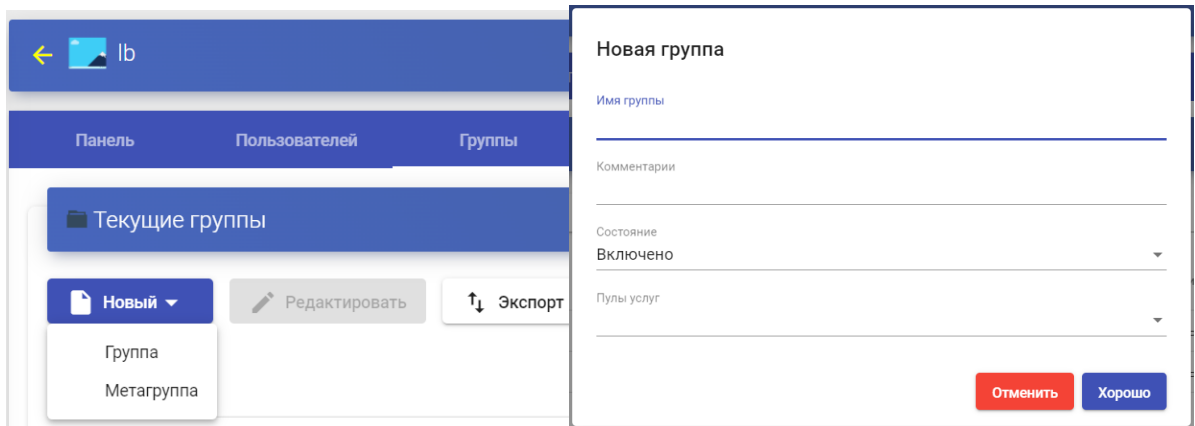 lb
Панель Пользователей Группы
Текущие группы
Новый Редактировать Экспорт
Группа
Метагруппа
Новая группа
Имя группы
Комментарии
Состояние
Включено
Пулы услуг
Отменить Хорошо